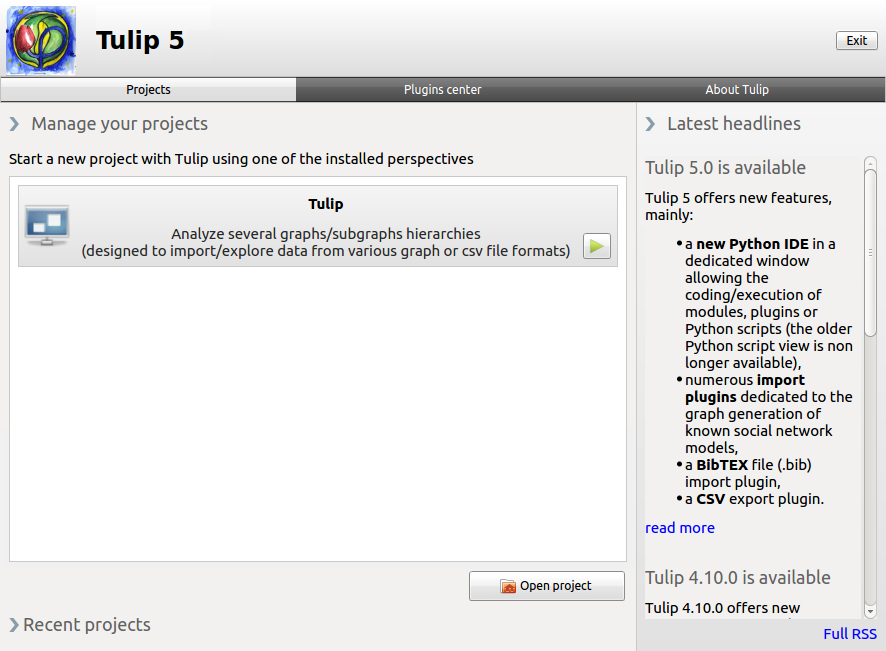 Tulip 5
Exit
Projects
Plugins center
About Tulip
Manage your projects
Start a new project with Tulip using one of the installed perspectives
Tulip
Analyze several graphs/subgraphs hierarchies
(designed to import/explore data from various graph or csv file formats)
Open project
Recent projects
Latest headlines
Tulip 5.0 is available
Tulip 5 offers new features,
mainly:
•a new Python IDE in a
dedicated window
allowing the
coding/execution of
modules, plugins or
Python scripts (the older
Python script view is non
longer available),
•numerous import
plugins dedicated to the
graph generation of
known social network
models,
•a BibTEX file (.bib)
import plugin,
•a CSV export plugin.
read more
Tulip 4.10.0 is available
Tulip 4.10.0 offers new
Full RSS